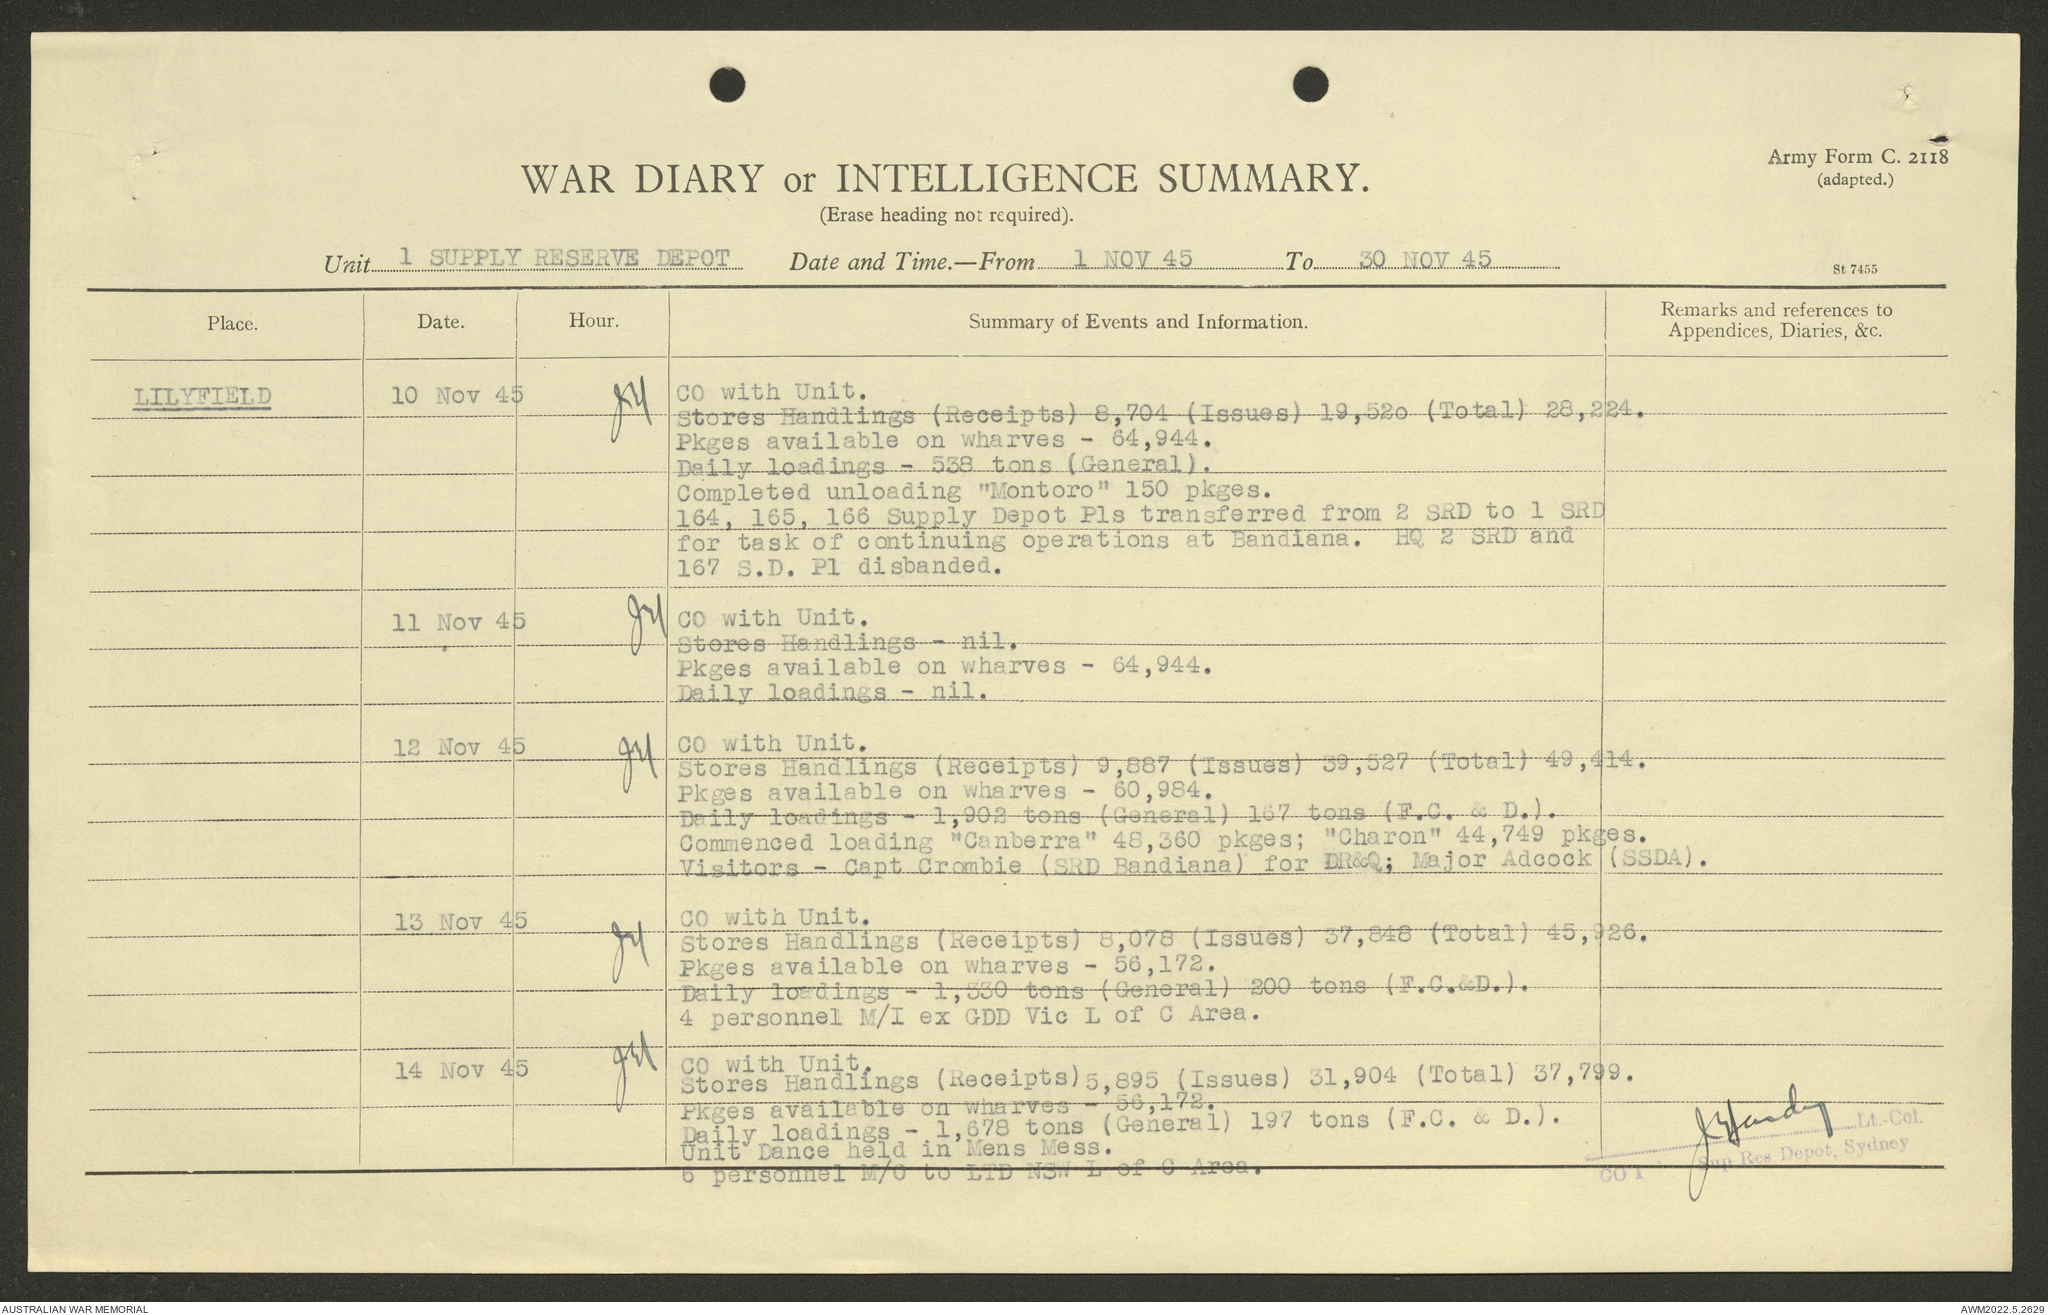 Army Form C. 2118
(adapted.)
WAR DIARY or INTELLIGENCE SUMMARY.
(Erase heading not required).
Unit 1 SUPPLY RESERVE DEPOT Date and Time.—From 1 NOV 45 To 30 NOV 45
St 7455
Place. Date. Hour. Summary of Events and Information. Remarks and references to
Appendices, Diaries, &c.
LILYFIELD 10 Nov 45 CO with Unit.
Stores Handlings (Receipts) 8,704 (Issues) 19,520 (Total) 28,224.
Pkges available on wharves - 64,944.
Daily loadings - 538 tons (General).
Completed unloading "Montoro" 150 pkges.
164, 165, 166 Supply Depot Pls transferred from 2 SRD to 1 SRD
for task of continuing operations at Bandiana. HQ 2 SRD and
167 S.D. Pl disbanded.
11 Nov 45 CO with Unit.
Stores Handlings - nil.
Pkges available on wharves - 64,944.
Daily loadings - nil.
12 Nov 45 CO with Unit.
Stores Handlings (Receipts) 9,887 (Issues) 39,527 (Total) 49,414.
Pkges available on wharves - 60,984.
Daily loadings - 1,902 tons (General) 167 tons (F.C. & D.).
Commenced loading "Canberra" 48,360 pkges; "Charon" 44,749 pkges.
Visitors - Capt Crombie (SRD Bandiana) for DR&Q; Major Adcock (SSDA).
13 Nov 45 CO with Unit.
Stores Handlings (Receipts) 8,078 (Issues) 37,848 (Total) 45,926.
Pkges available on wharves - 56,172.
Daily loadings - 1,330 tons (General) 200 tons (F.C.&D.).
4 personnel M/I ex GDD Vic L of C Area.
14 Nov 45 CO with Unit.
Stores Handlings (Receipts) 5,895 (Issues) 31,904 (Total) 37,799.
Pkges available on wharves - 56,172.
Daily loadings - 1,678 tons (General) 197 tons (F.C. & D.).
Unit Dance held in Mens Mess.
6 personnel M/O to LTD NSW L of C Area.
Lt.-Col.
CO 1 Sup Res Depot, Sydney
AUSTRALIAN WAR MEMORIAL
AWM2022.5.2629